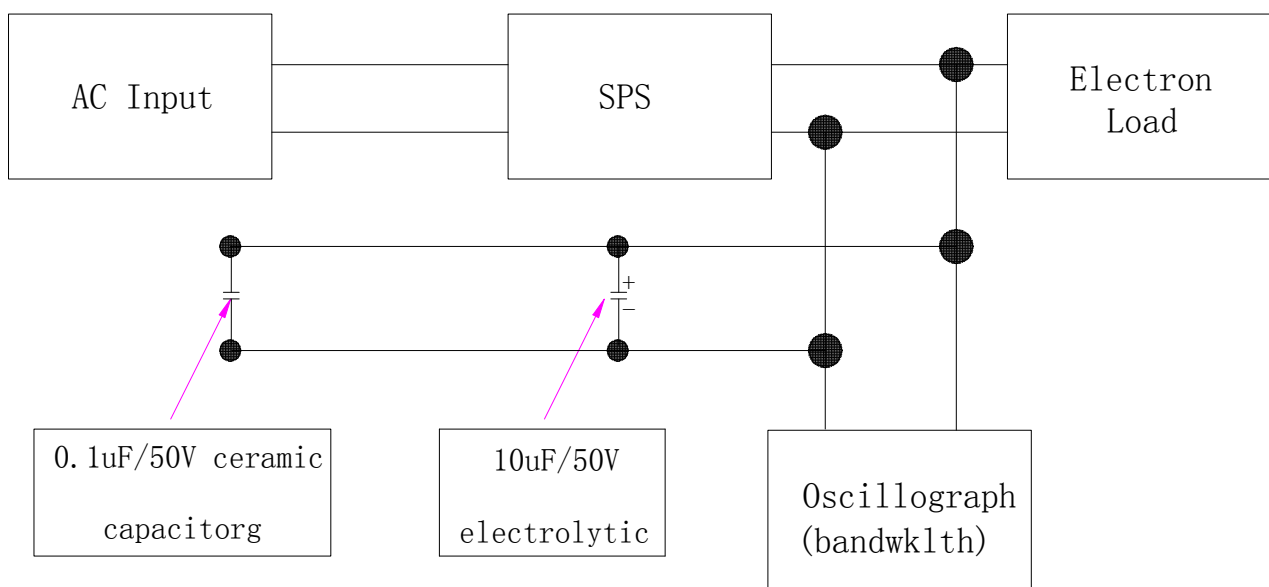 AC Input
SPS
Electron
Load
+
−
0.1uF/50V ceramic
capacitorg
10uF/50V
electrolytic
Oscillograph
(bandwklth)